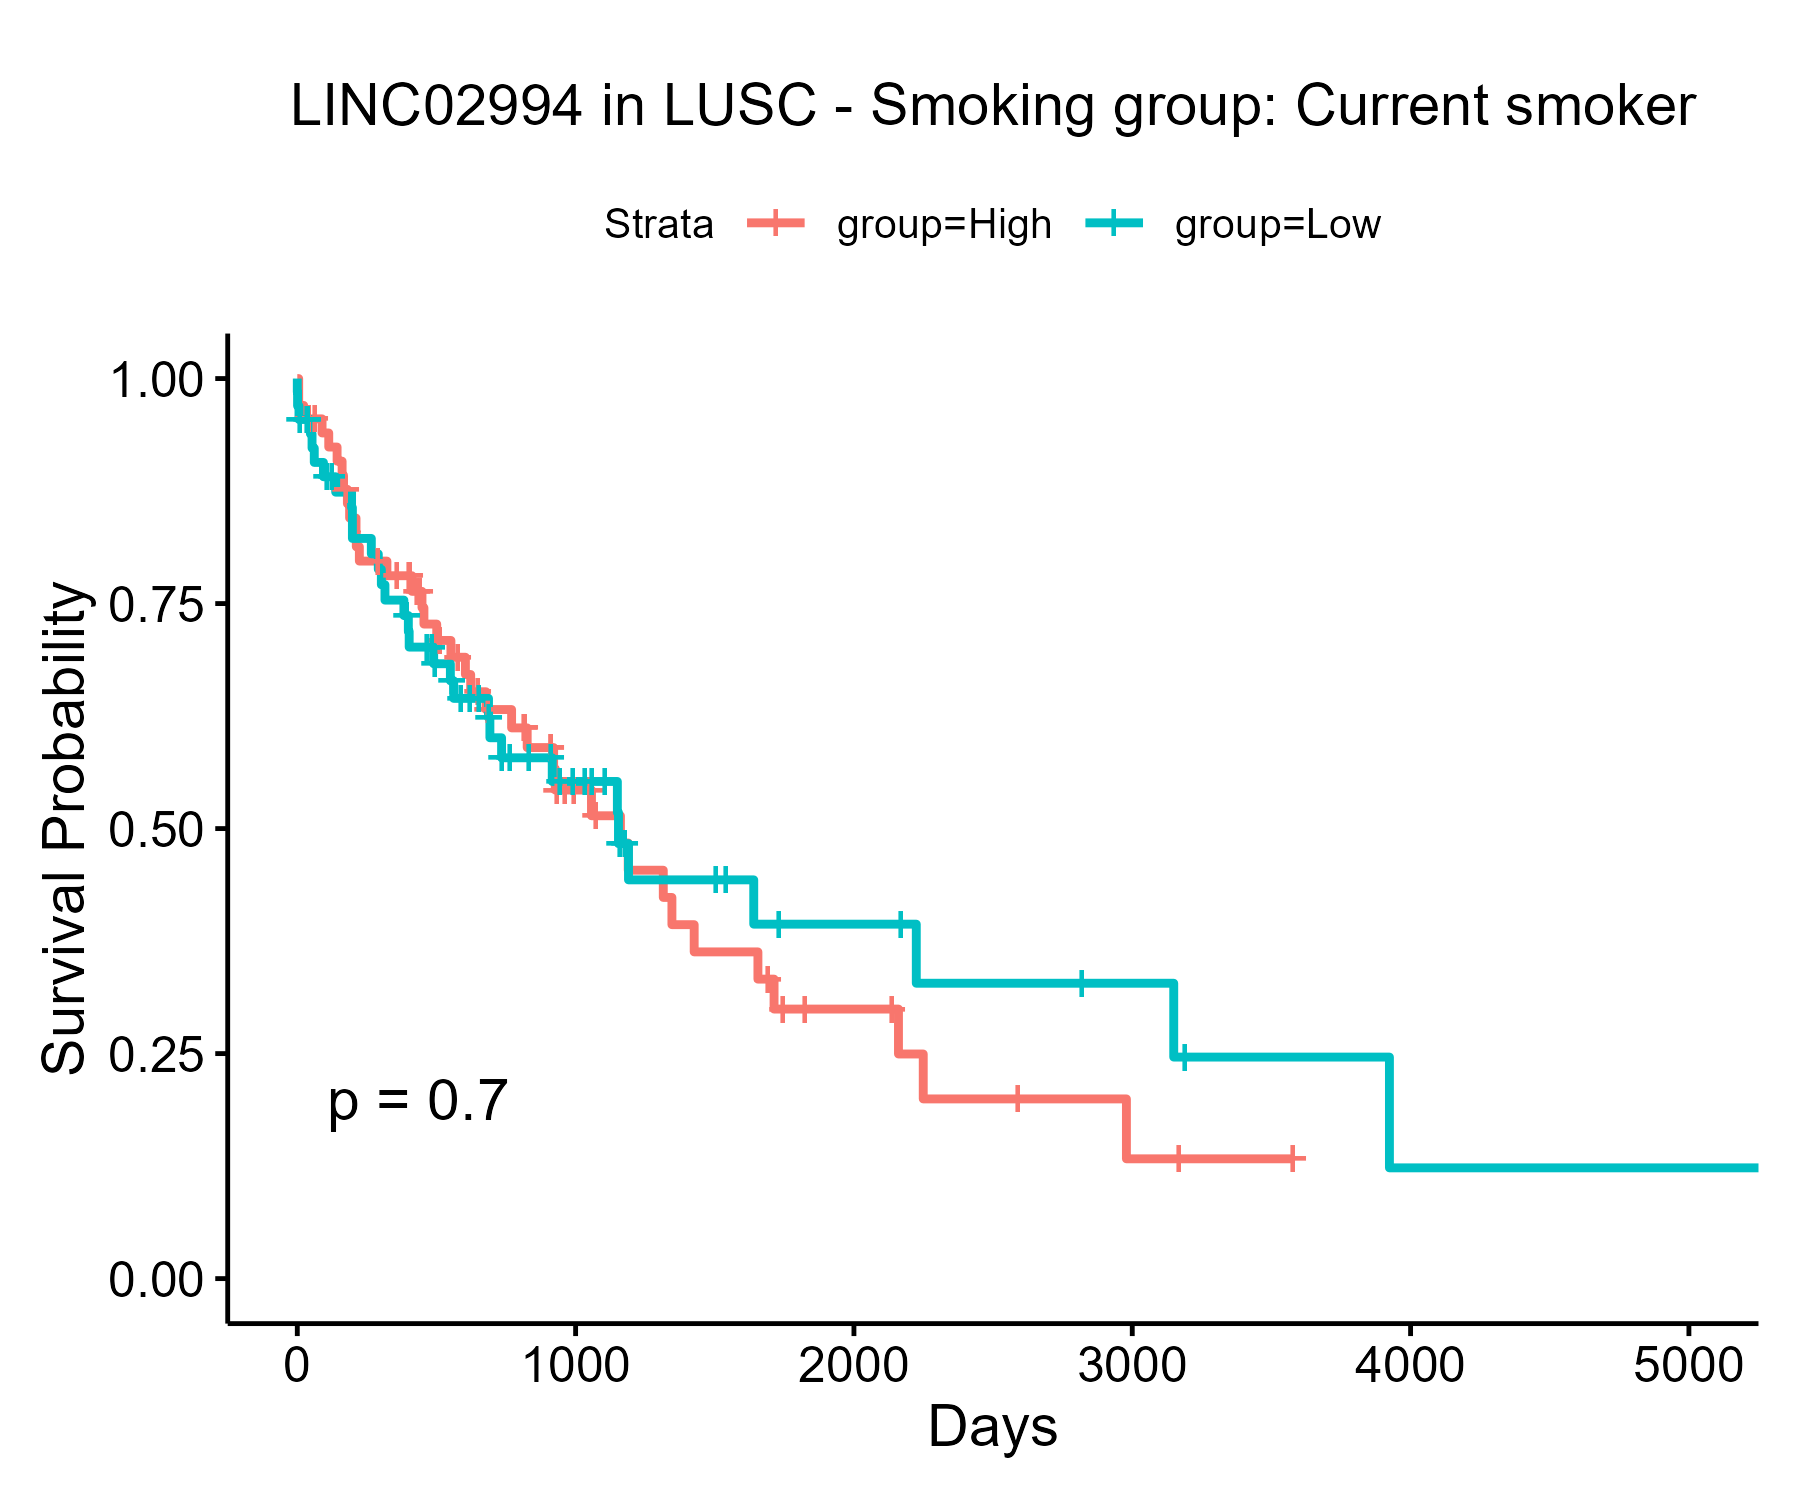 LINC02994 in LUSC - Smoking group: Current smoker
Strata group=High group=Low
Survival Probability
1.00
0.75
0.50
0.25
0.00
p = 0.7
0 1000 2000 3000 4000 5000
Days